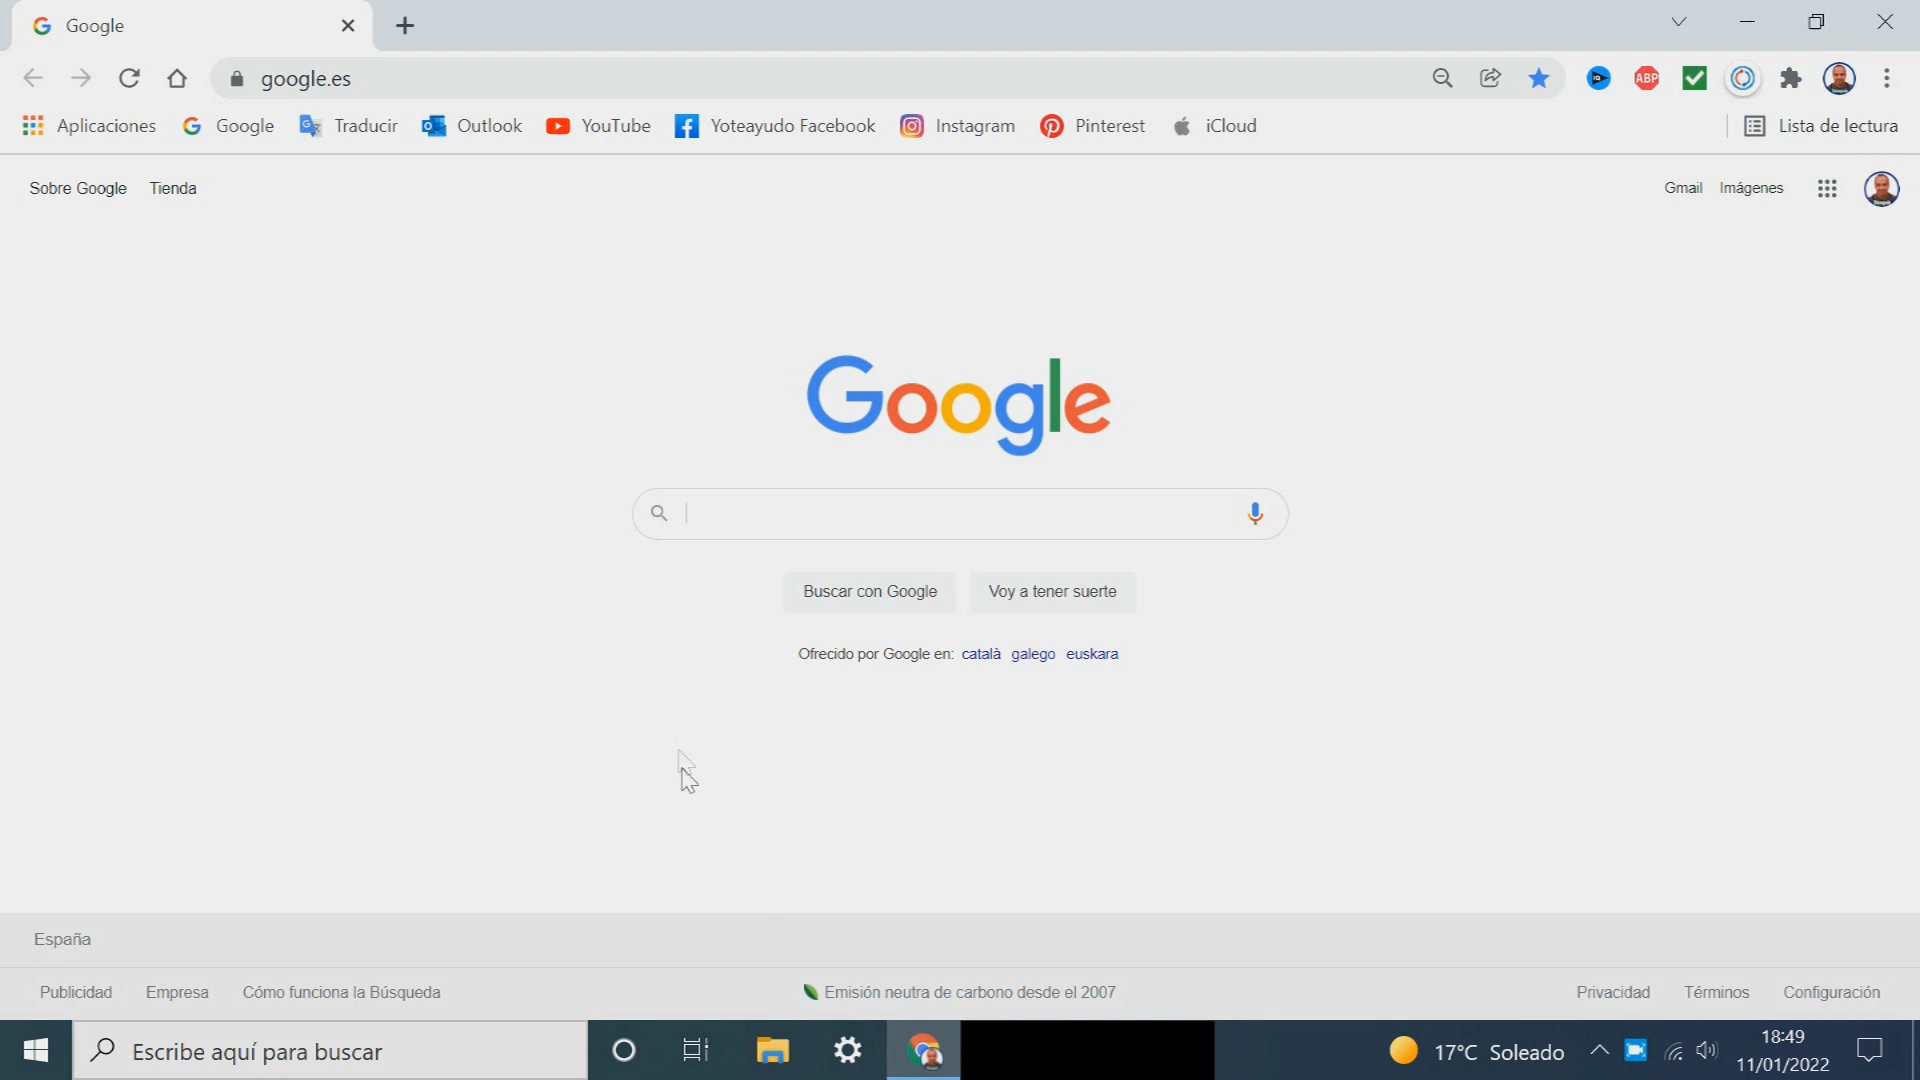 Google
google.es
ABP
Aplicaciones Google Traducir Outlook YouTube Yoteayudo Facebook Instagram Pinterest iCloud Lista de lectura
Sobre Google Tienda Gmail Imágenes
Google
Buscar con Google Voy a tener suerte
Ofrecido por Google en: català galego euskara
España
Publicidad Empresa Cómo funciona la Búsqueda Emisión neutra de carbono desde el 2007 Privacidad Términos Configuración
Escribe aquí para buscar 17°C Soleado 18:49
11/01/2022